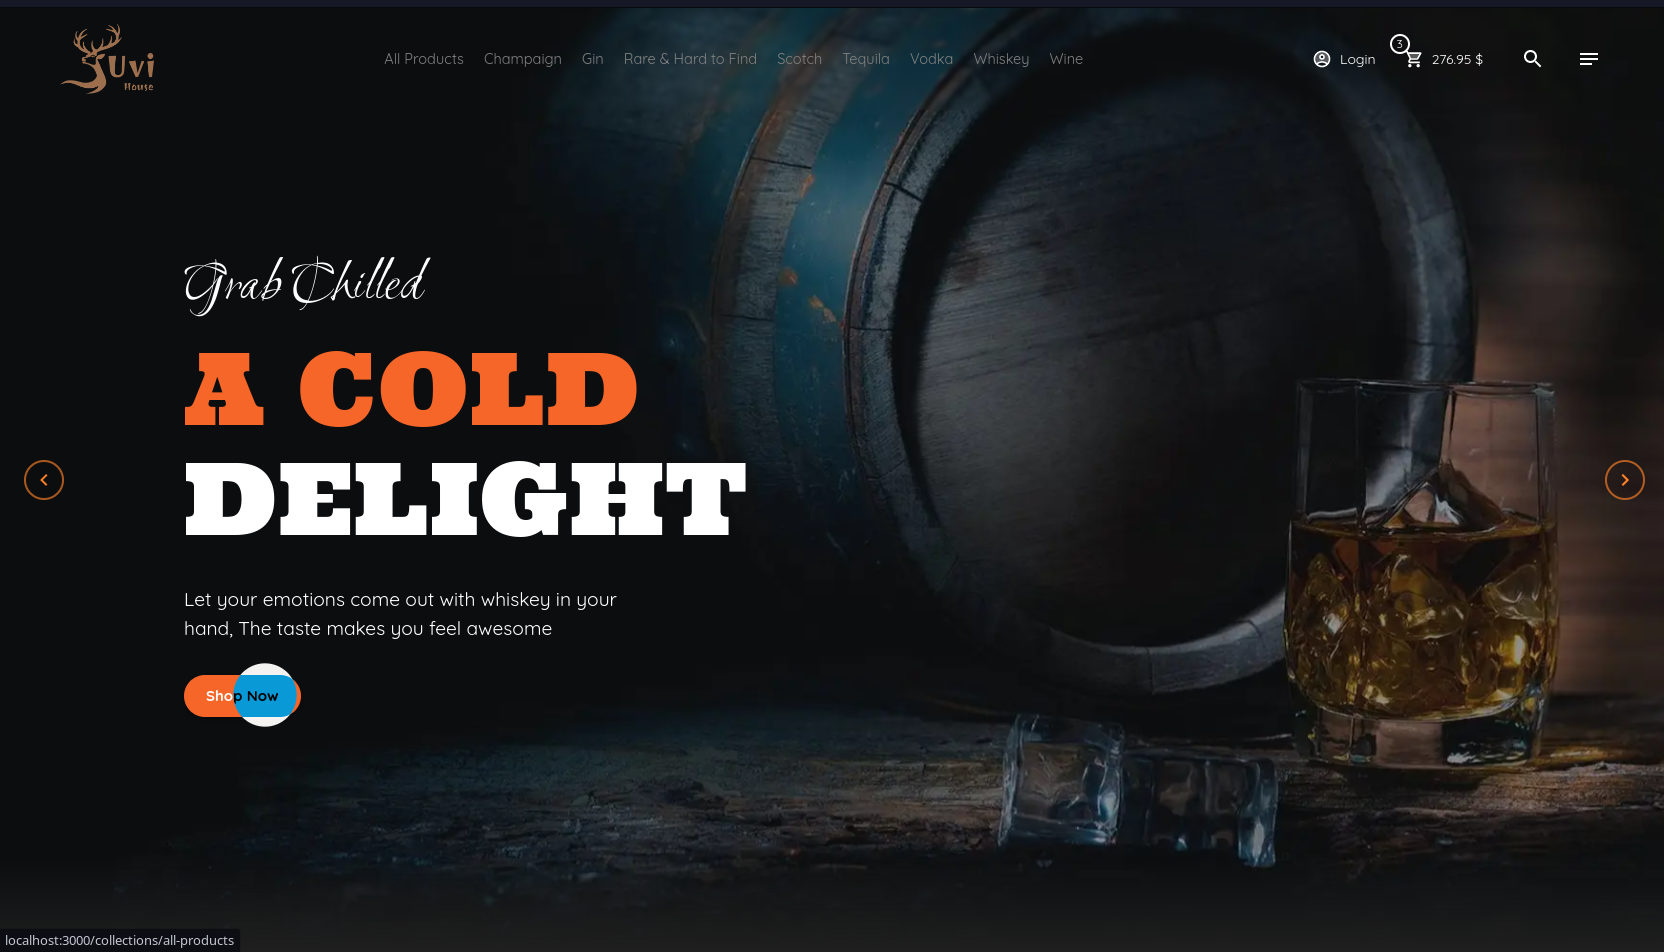 Uvi
House
All Products Champaign Gin Rare & Hard to Find Scotch Tequila Vodka Whiskey Wine
Login
3
276.95 $
Grab Chilled
A COLD
DELIGHT
Let your emotions come out with whiskey in your
hand, The taste makes you feel awesome
Shop Now
localhost:3000/collections/all-products